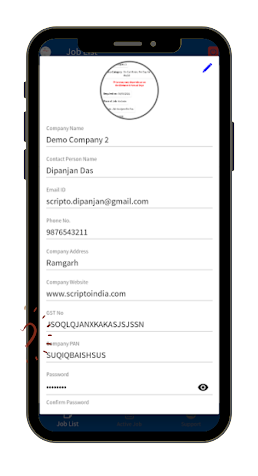 Job List
Company Name
Demo Company 2
Contact Person Name
Dipanjan Das
Email ID
scripto.dipanjan@gmail.com
Phone No.
9876543211
Company Address
Ramgarh
Company Website
www.scriptoindia.com
GST No
JSOQLQJANXKAKASJSJSSN
Company PAN
SUQIQBAISHSUS
Password
••••••••
Confirm Password
Job List